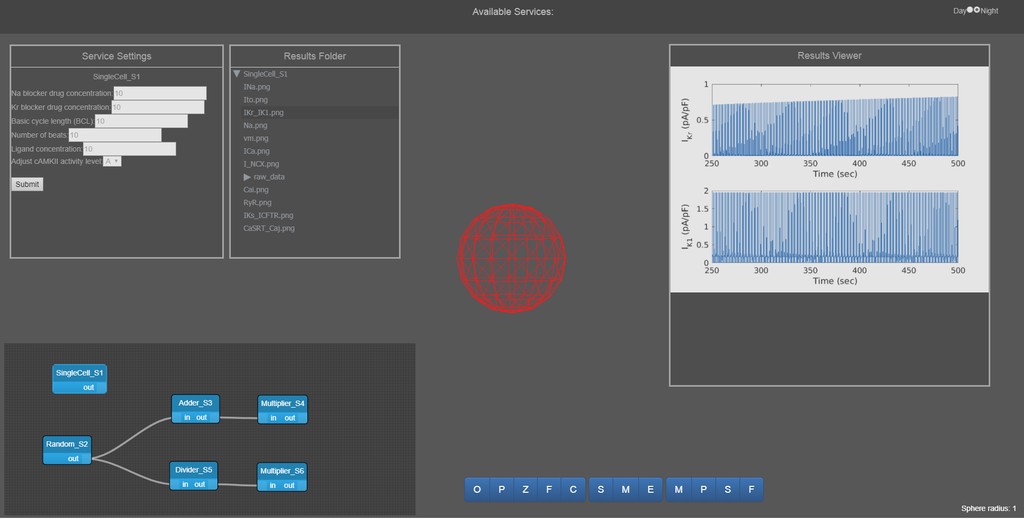 Available Services:
Day Night
Service Settings
SingleCell_S1
Na blocker drug concentration: 10
Kr blocker drug concentration: 10
Basic cycle length (BCL): 10
Number of beats: 10
Ligand concentration: 10
Adjust cAMKII activity level: A
Submit
Results Folder
SingleCell_S1
INa.png
Ito.png
IKr_IK1.png
Na.png
vm.png
ICa.png
I_NCX.png
raw_data
Cai.png
RyR.png
IKs_ICFTR.png
CaSRT_Caj.png
Results Viewer
1
0.5
0
I_Kr (pA/pF)
250 300 350 400 450 500
Time (sec)
2
1.5
1
0.5
0
I_K1 (pA/pF)
250 300 350 400 450 500
Time (sec)
SingleCell_S1
out
Random_S2
out
Adder_S3
in out
Multiplier_S4
in out
Divider_S5
in out
Multiplier_S6
in out
O P Z F C S M E M P S F
Sphere radius: 1